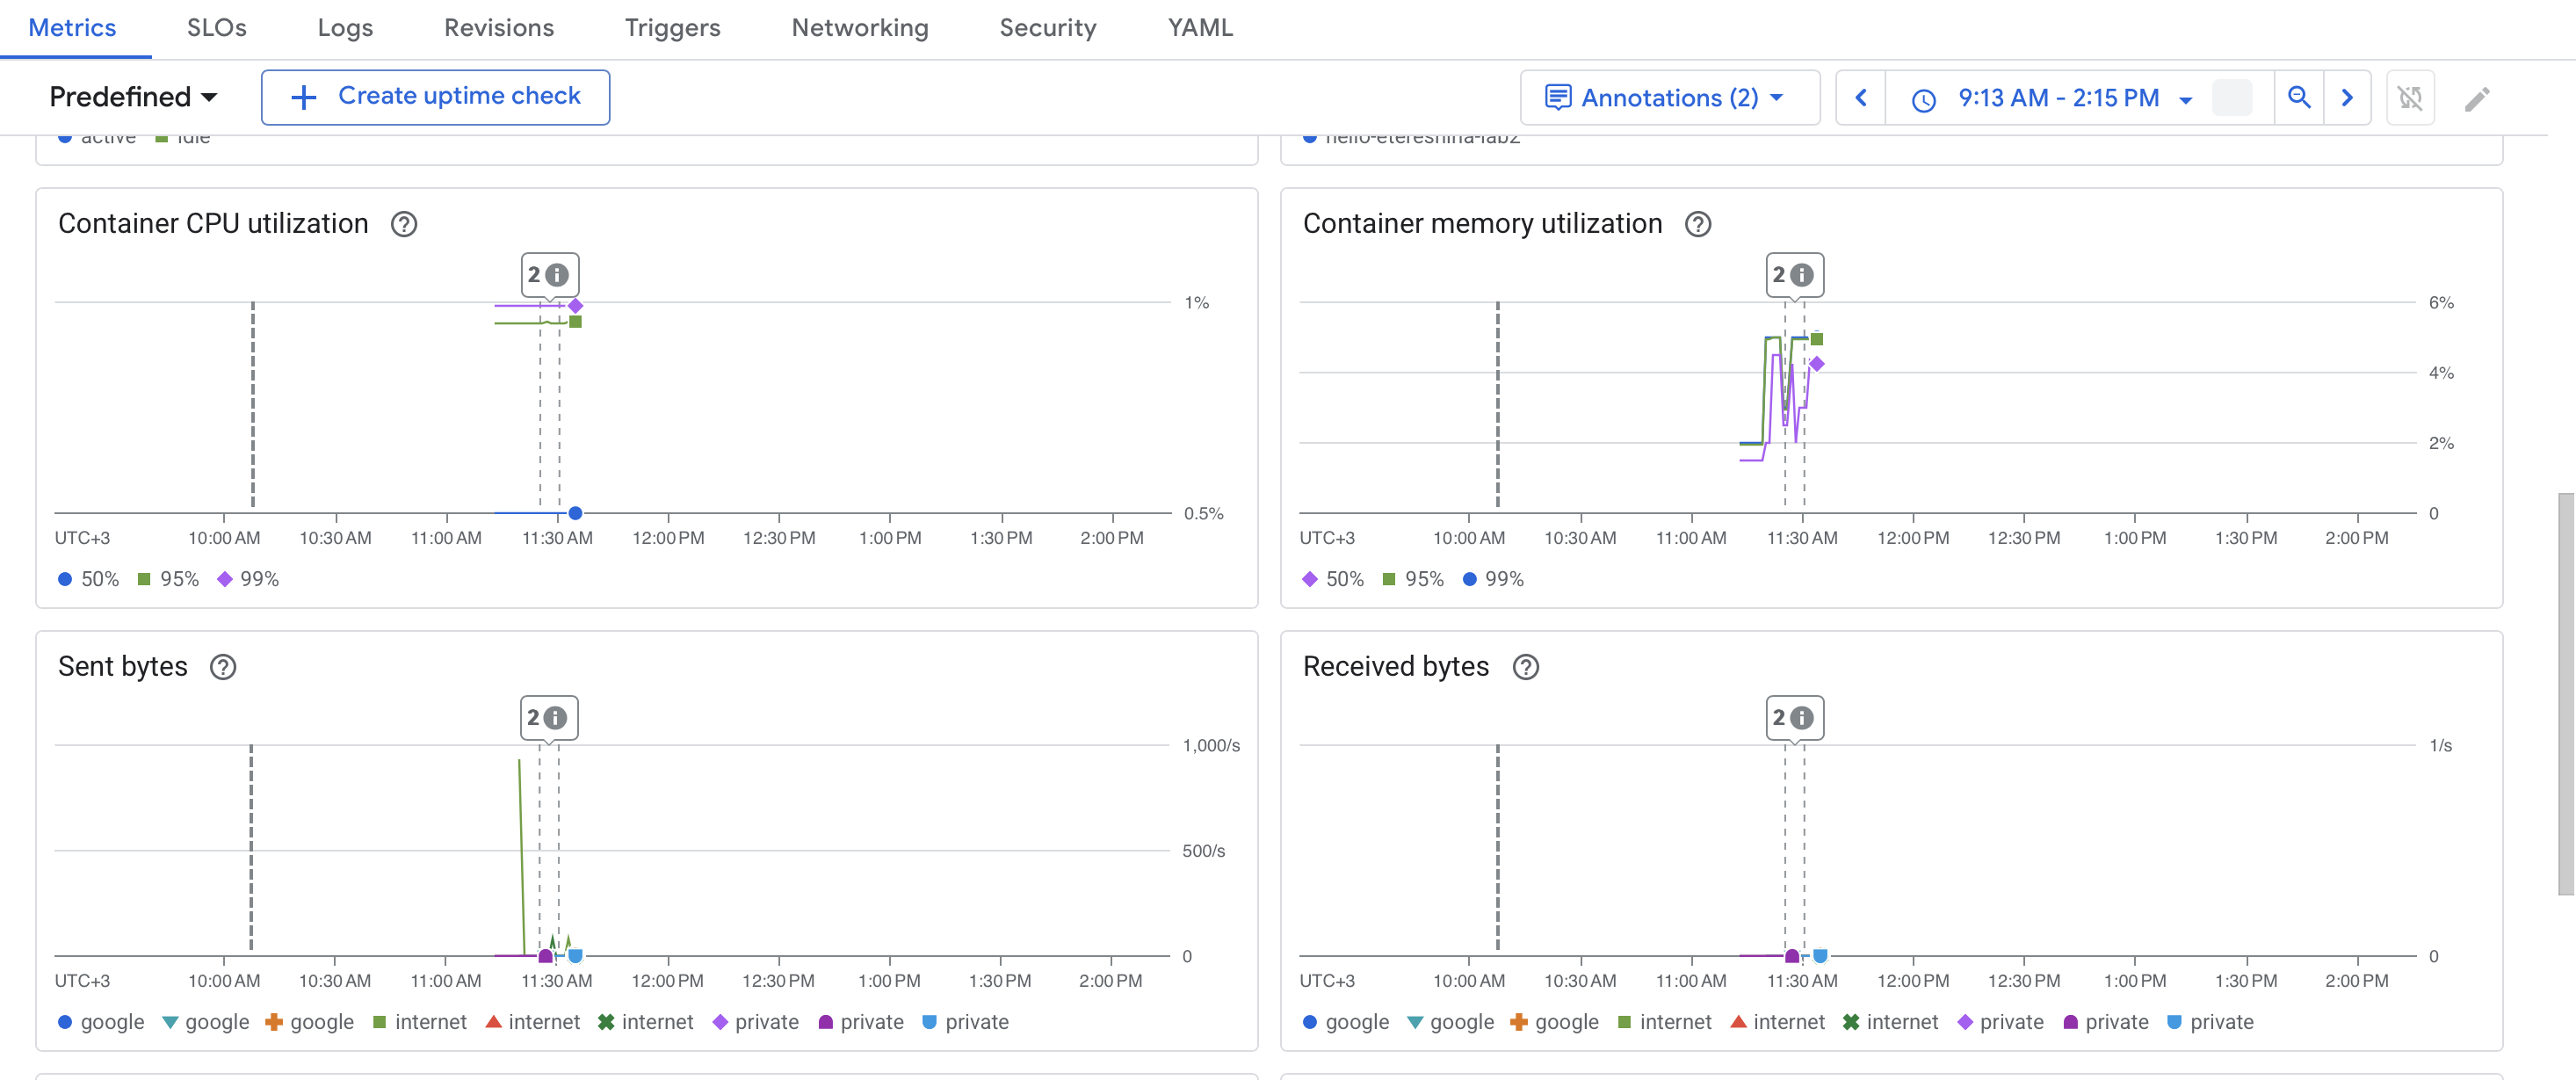 Metrics SLOs Logs Revisions Triggers Networking Security YAML
Predefined Create uptime check Annotations (2) 9:13 AM - 2:15 PM
active idle
hello-etereshina-lab2
Container CPU utilization
2
1%
0.5%
UTC+3 10:00 AM 10:30 AM 11:00 AM 11:30 AM 12:00 PM 12:30 PM 1:00 PM 1:30 PM 2:00 PM
50% 95% 99%
Container memory utilization
2
6%
4%
2%
0
UTC+3 10:00 AM 10:30 AM 11:00 AM 11:30 AM 12:00 PM 12:30 PM 1:00 PM 1:30 PM 2:00 PM
50% 95% 99%
Sent bytes
2
1,000/s
500/s
0
UTC+3 10:00 AM 10:30 AM 11:00 AM 11:30 AM 12:00 PM 12:30 PM 1:00 PM 1:30 PM 2:00 PM
google google google internet internet internet private private private
Received bytes
2
1/s
0
UTC+3 10:00 AM 10:30 AM 11:00 AM 11:30 AM 12:00 PM 12:30 PM 1:00 PM 1:30 PM 2:00 PM
google google google internet internet internet private private private